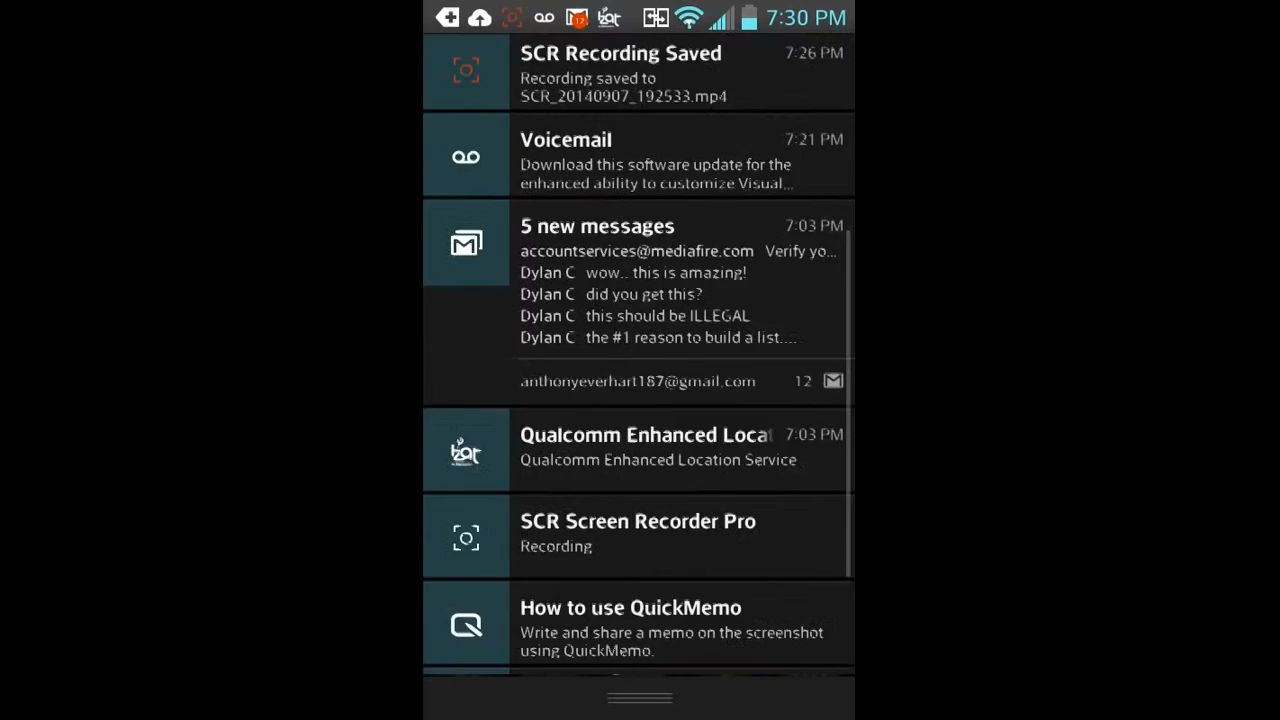 12 7:30 PM
SCR Recording Saved 7:26 PM
Recording saved to
SCR_20140907_192533.mp4
Voicemail 7:21 PM
Download this software update for the
enhanced ability to customize Visual...
5 new messages 7:03 PM
accountservices@mediafire.com Verify yo...
Dylan C wow.. this is amazing!
Dylan C did you get this?
Dylan C this should be ILLEGAL
Dylan C the #1 reason to build a list....
anthonyeverhart187@gmail.com 12
Qualcomm Enhanced Locat 7:03 PM
Qualcomm Enhanced Location Service
SCR Screen Recorder Pro
Recording
How to use QuickMemo
Write and share a memo on the screenshot
using QuickMemo.